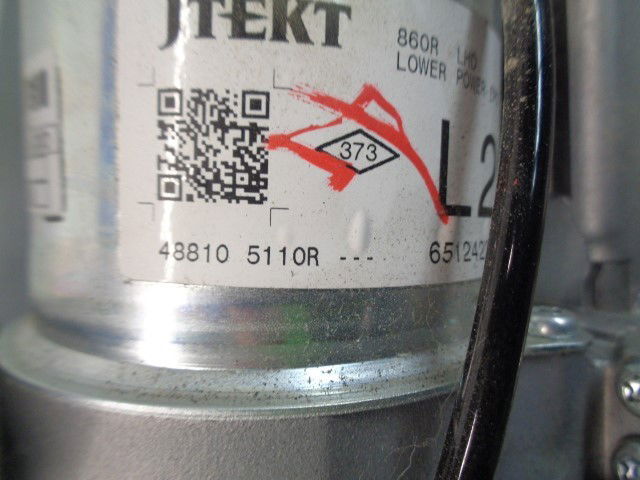 JTEKT
860R LHD
LOWER POWER
373
L2
48810 5110R ---
651242